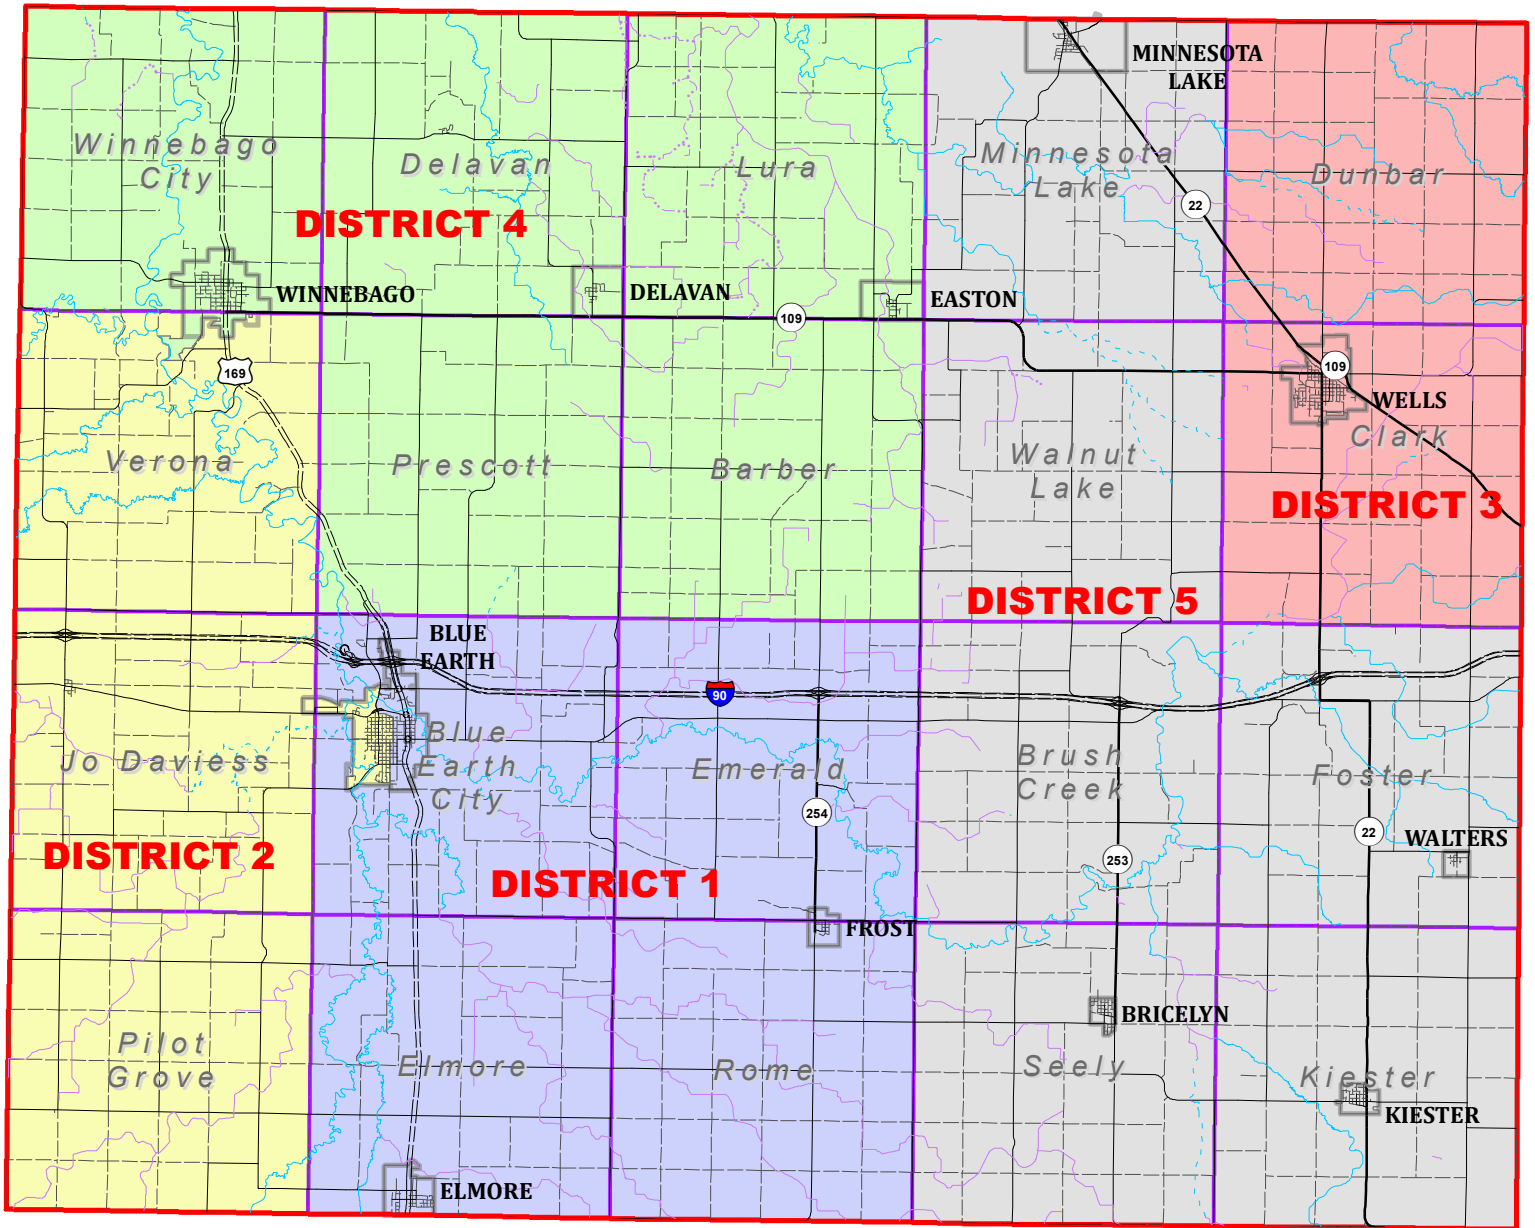 MINNESOTA
LAKE
Winnebago
City
Delavan
Lura
Minnesota
Lake
Dunbar
DISTRICT 4
22
WINNEBAGO
DELAVAN
EASTON
109
169
109
WELLS
Clark
Verona
Prescott
Barber
Walnut
Lake
DISTRICT 3
DISTRICT 5
BLUE
EARTH
90
Jo Daviess
Blue
Earth
City
Emerald
Brush
Creek
Foster
254
22
253
WALTERS
DISTRICT 2
DISTRICT 1
FROST
BRICELYN
Pilot
Grove
Elmore
Rome
Seely
Kiester
KIESTER
ELMORE